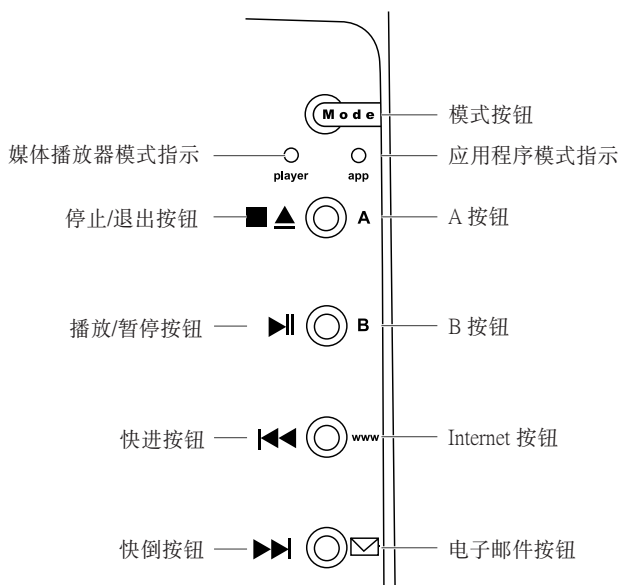 Mode
模式按钮
媒体播放器模式指示
应用程序模式指示
player
app
停止/退出按钮
A
A 按钮
播放/暂停按钮
B
B 按钮
快进按钮
www
Internet 按钮
快倒按钮
电子邮件按钮